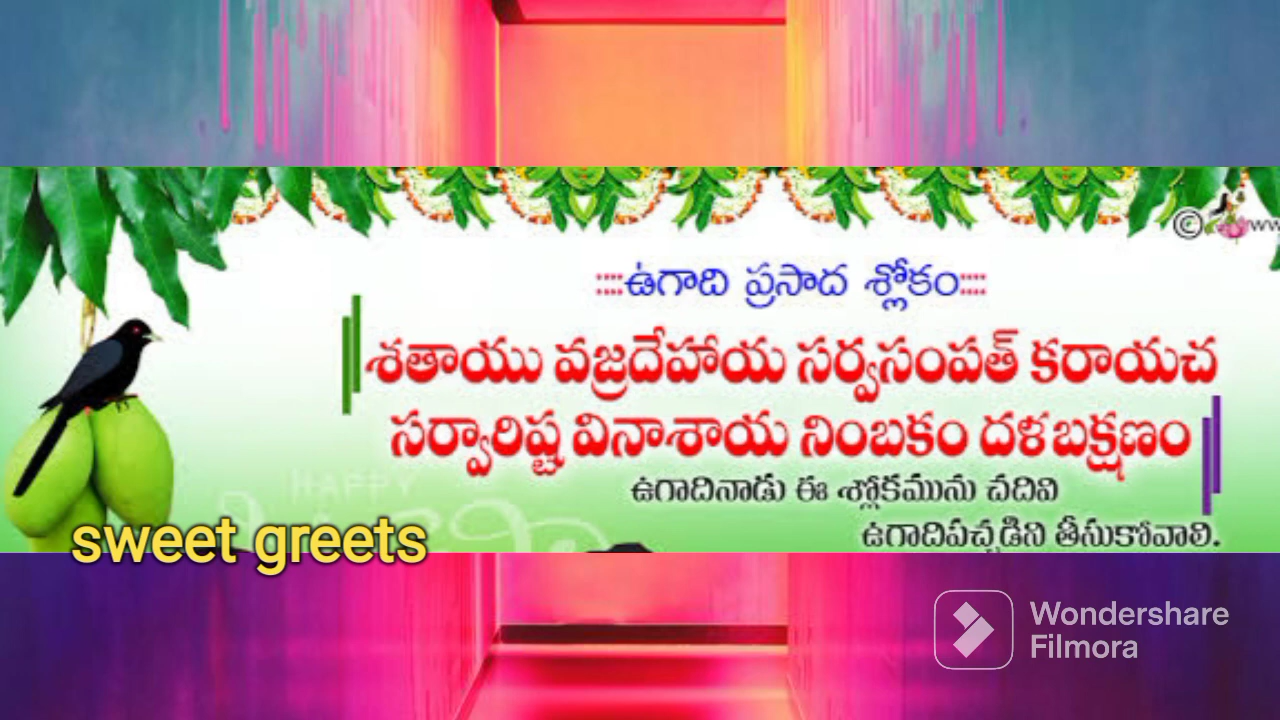 ::::ఉగాది ప్రసాద శ్లోకం::::
శతాయు వజ్రదేహాయ సర్వసంపత్ కరాయచ
సర్వారిష్ట వినాశాయ నింబకం దళ బక్షణం
ఉగాదినాడు ఈ శ్లోకమును చదివి
ఉగాదిపచ్చడిని తీసుకోవాలి.
HAPPY
sweet greets
Wondershare
Filmora